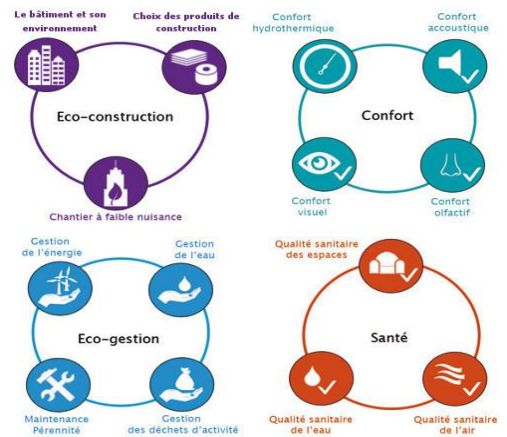 Le bâtiment et son
environnement
Choix des produits de
construction
Eco-construction
Chantier à faible nuisance
Confort
hydrothermique
Confort
accoustique
Confort
Confort
visuel
Confort
olfactif
Gestion
de l'énergie
Gestion
de l'eau
Eco-gestion
Maintenance
Pérennité
Gestion
des déchets d'activité
Qualité sanitaire
des espaces
Santé
Qualité sanitaire
de l'eau
Qualité sanitaire
de l'air